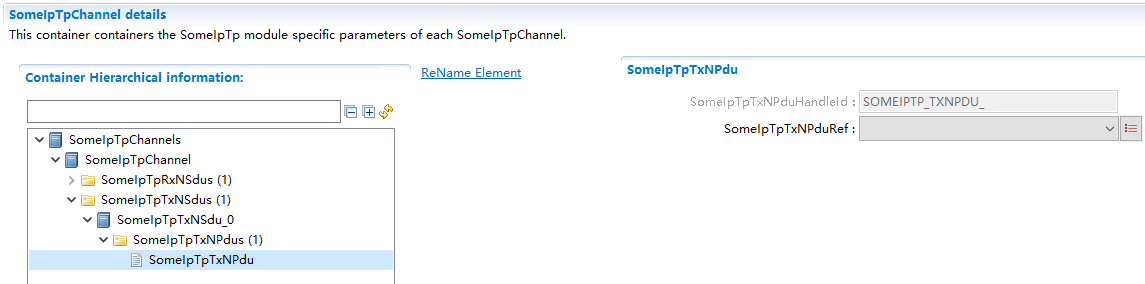 SomeIpTpChannel details
This container containers the SomeIpTp module specific parameters of each SomeIpTpChannel.
Container Hierarchical information:
ReName Element
SomeIpTpTxNPdu
SomeIpTpTxNPduHandleId :
SOMEIPTP_TXNPDU_
SomeIpTpTxNPduRef :
SomeIpTpChannels
SomeIpTpChannel
SomeIpTpRxNSdus (1)
SomeIpTpTxNSdus (1)
SomeIpTpTxNSdu_0
SomeIpTpTxNPdus (1)
SomeIpTpTxNPdu